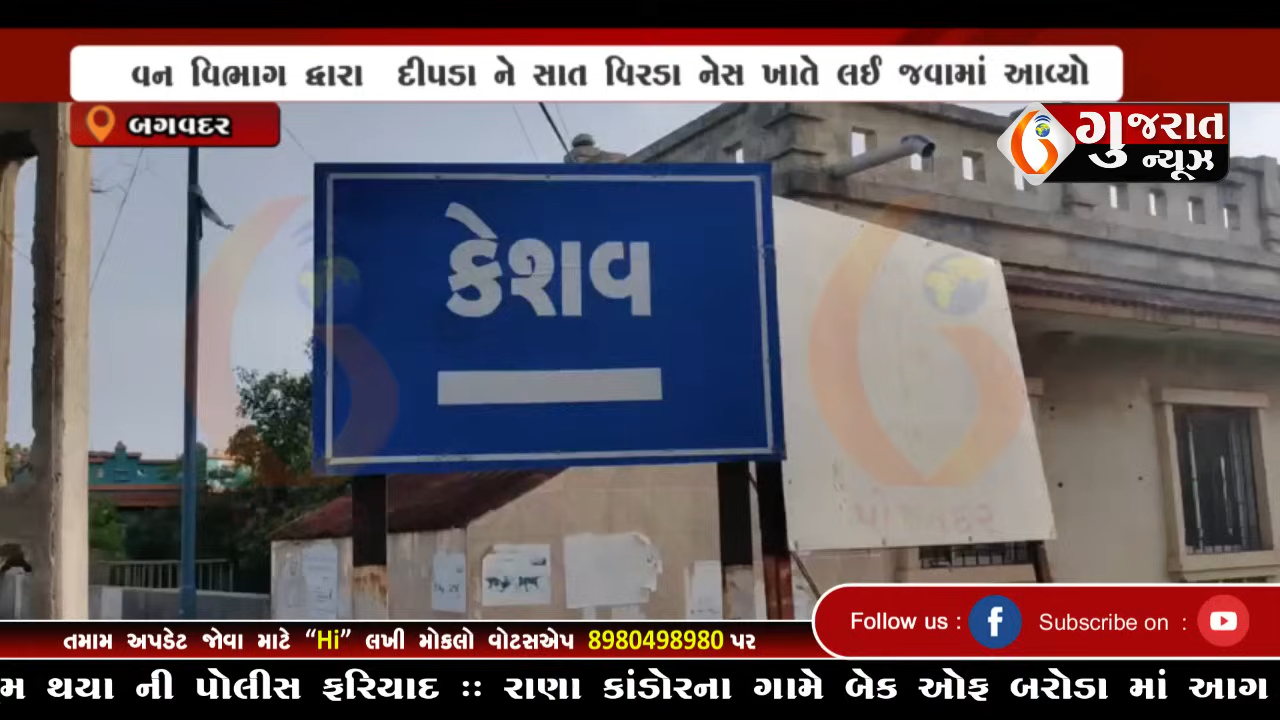 વન વિભાગ દ્વારા દીપડા ને સાત વિરડા નેસ ખાતે લઈ જવામાં આવ્યો
બગવદર
ગુજરાત
ન્યૂઝ
કેશવ
Follow us :
Subscribe on :
તમામ અપડેટ જોવા માટે “Hi” લખી મોકલો વોટસએપ 8980498980 પર
થયા ની પોલીસ ફરિયાદ :: રાણા કાંડોરના ગામે બેક ઓફ બરોડા માં આગ